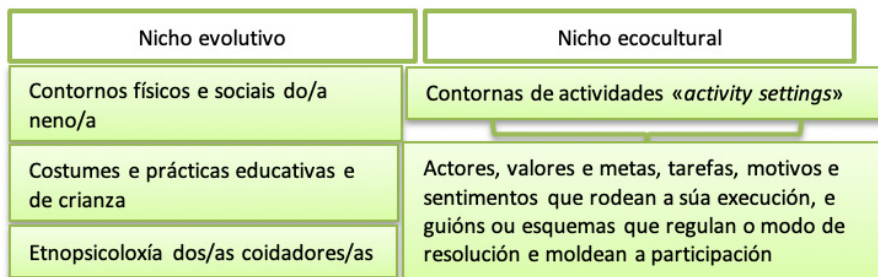 Nicho evolutivo
Contornos físicos e sociais do/a
neno/a
Costumes e prácticas educativas e
de crianza
Etnopsicoloxía dos/as coidadores/as
Nicho ecocultural
Contornas de actividades «activity settings»
Actores, valores e metas, tarefas, motivos e
sentimentos que rodean a súa execución, e
guións ou esquemas que regulan o modo de
resolución e moldean a participación